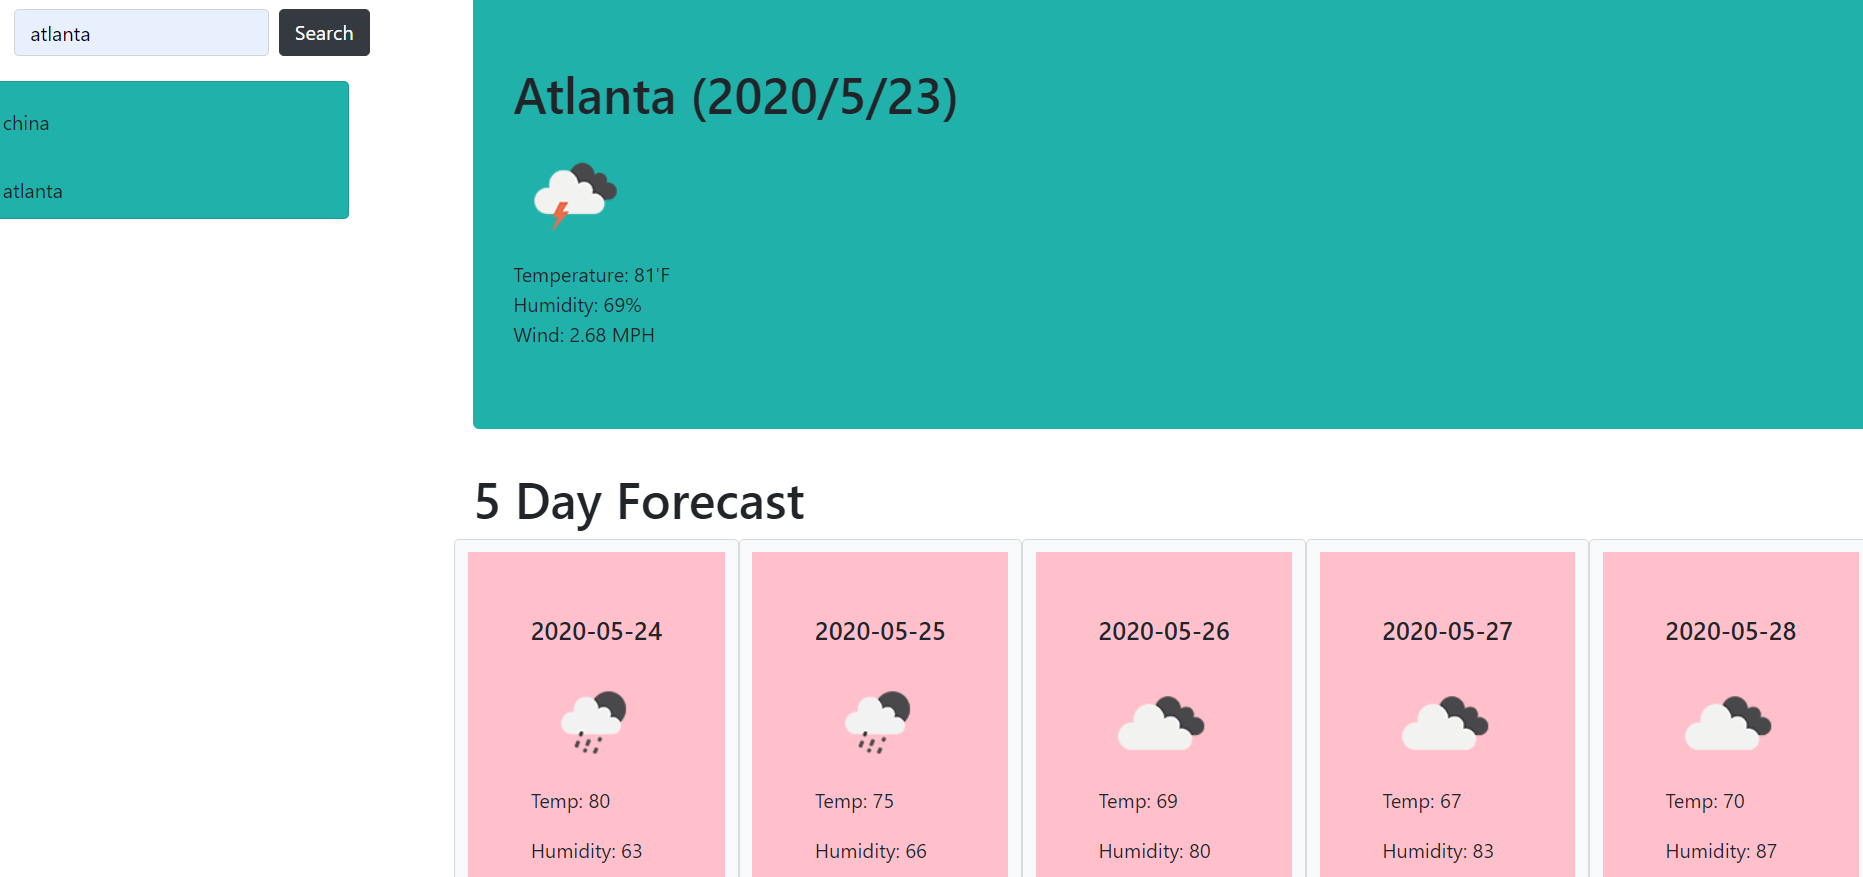 atlanta
Search
china
atlanta
Atlanta (2020/5/23)
Temperature: 81'F
Humidity: 69%
Wind: 2.68 MPH
5 Day Forecast
2020-05-24
Temp: 80
Humidity: 63
2020-05-25
Temp: 75
Humidity: 66
2020-05-26
Temp: 69
Humidity: 80
2020-05-27
Temp: 67
Humidity: 83
2020-05-28
Temp: 70
Humidity: 87